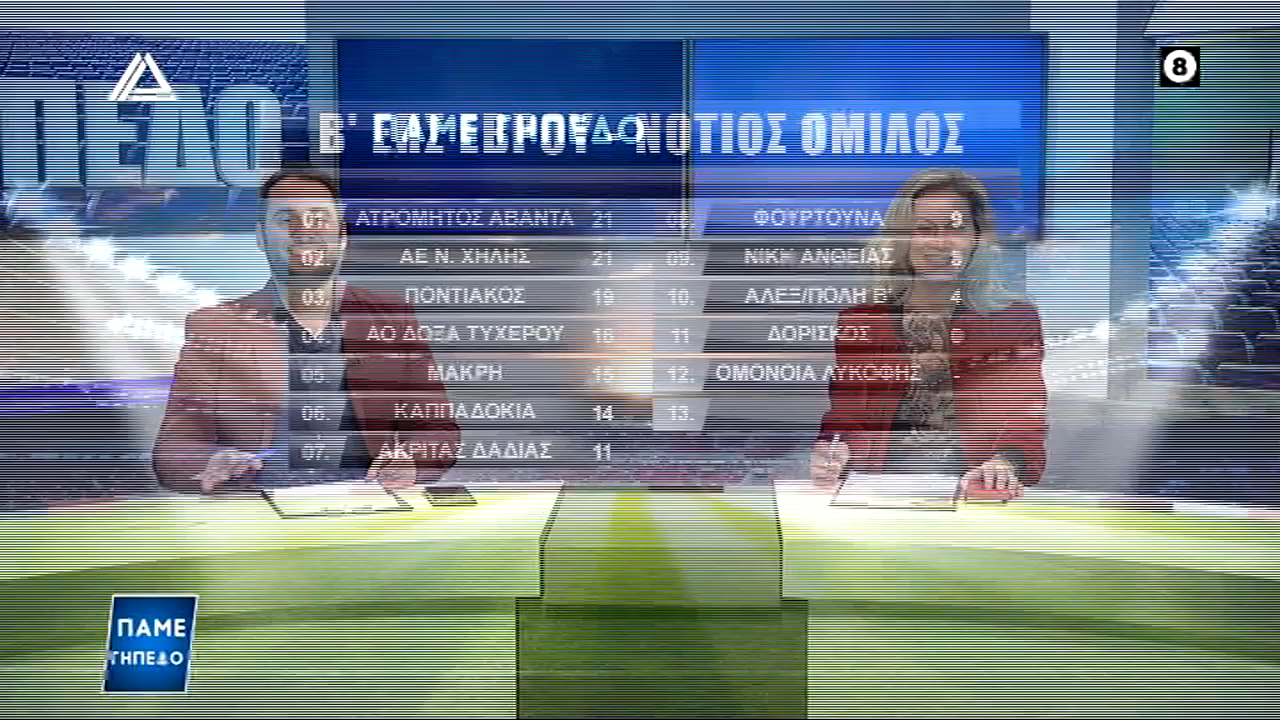 8
ΠΕΔΟ
Β' ΕΠΣ ΕΒΡΟΥ - ΝΟΤΙΟΣ ΟΜΙΛΟΣ
01. ΑΤΡΟΜΗΤΟΣ ΑΒΑΝΤΑ 21
02. ΑΕ Ν. ΧΗΛΗΣ 21
03. ΠΟΝΤΙΑΚΟΣ 19
04. ΑΟ ΔΟΞΑ ΤΥΧΕΡΟΥ 16
05. ΜΑΚΡΗ 15
06. ΚΑΠΠΑΔΟΚΙΑ 14
07. ΑΚΡΙΤΑΣ ΔΑΔΙΑΣ 11
08. ΦΟΥΡΤΟΥΝΑ 9
09. ΝΙΚΗ ΑΝΘΕΙΑΣ
10. ΑΛΕΞ/ΠΟΛΗ Β 4
11 ΔΟΡΙΣΚΟΣ 0
12. ΟΜΟΝΟΙΑ ΛΥΚΟΦΗΣ -
13.
ΠΑΜΕ
ΓΗΠΕΔΟ